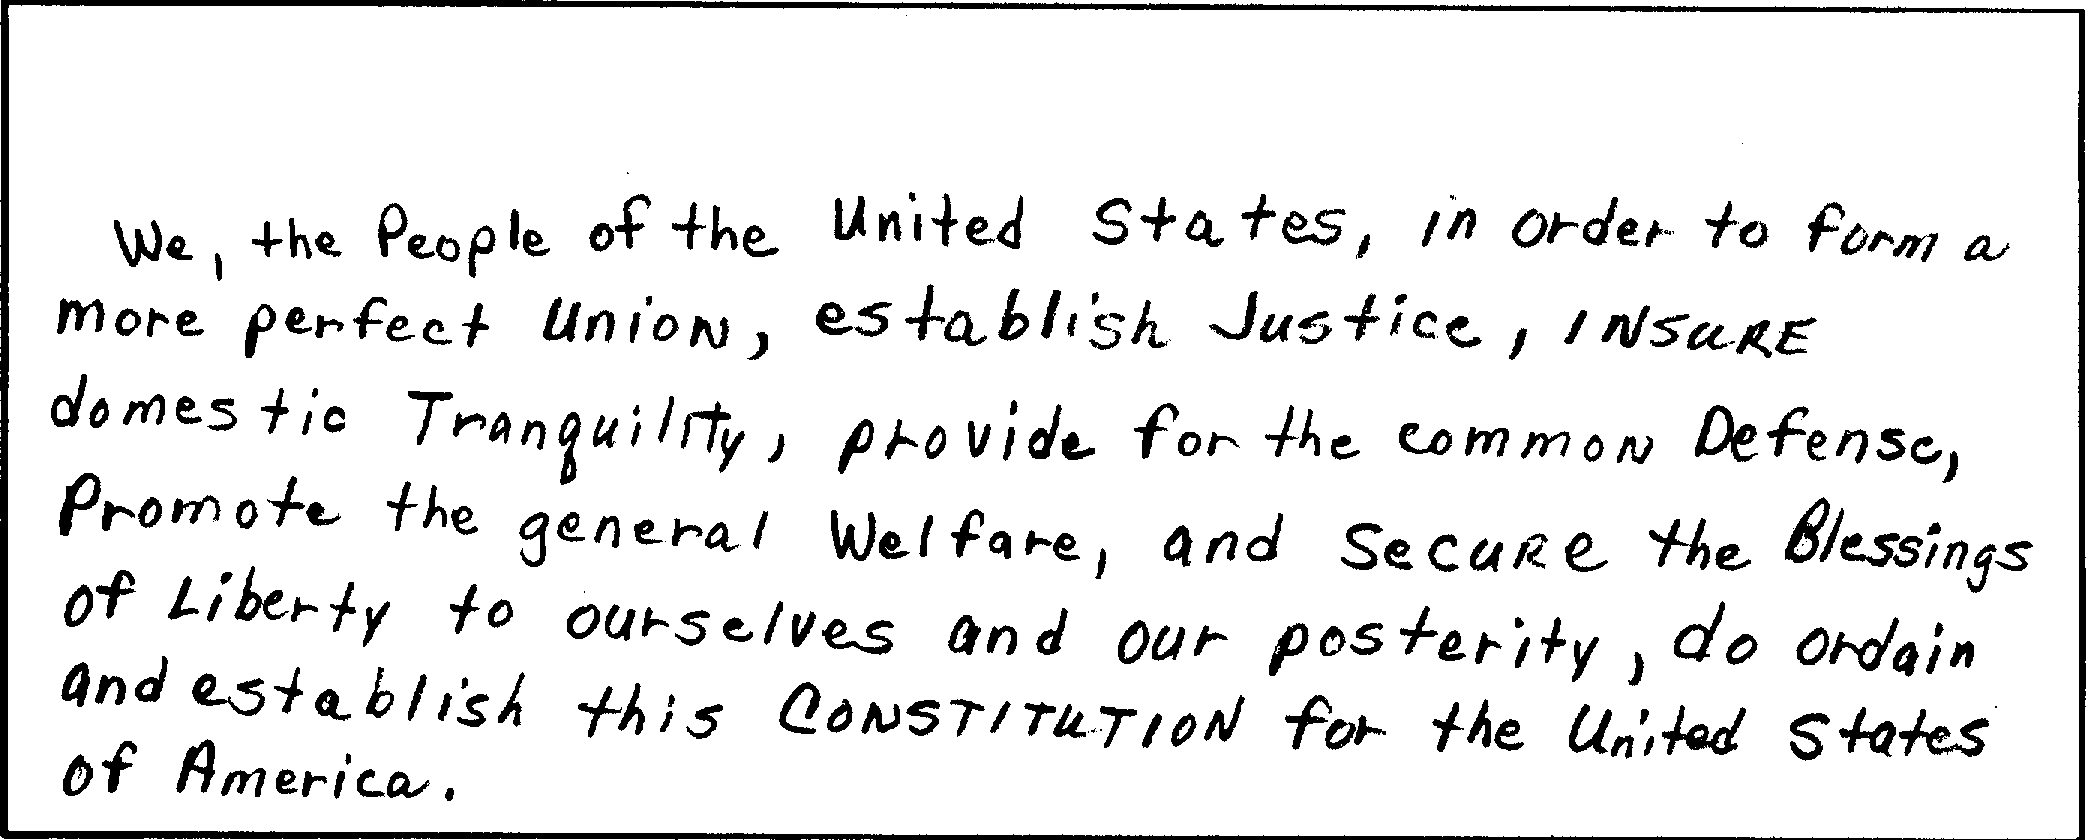 We, the People of the United States, in order to form a
more perfect Union, establish Justice, INSURE
domestic Tranquility, provide for the common Defense,
Promote the general Welfare, and SecuRe the Blessings
of Liberty to ourselves and our posterity, do ordain
and establish this CONSTITUTION for the United States
of America.